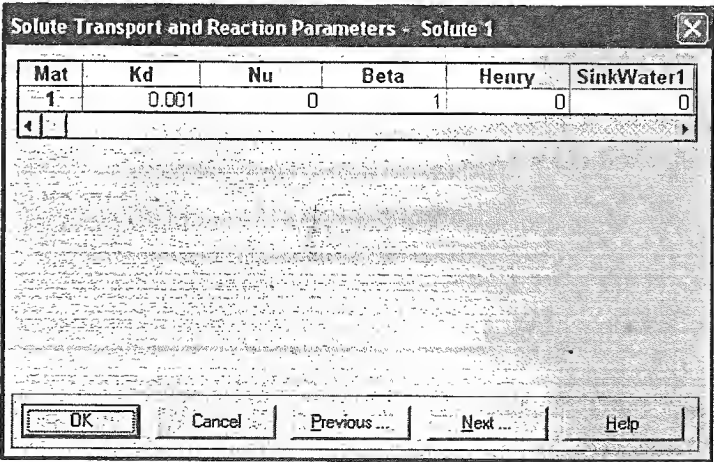 Solute Transport and Reaction Parameters - Solute 1
Mat Kd Nu Beta Henry SinkWater1
1 0.001 0 1 0 0
OK Cancel Previous ... Next ... Help